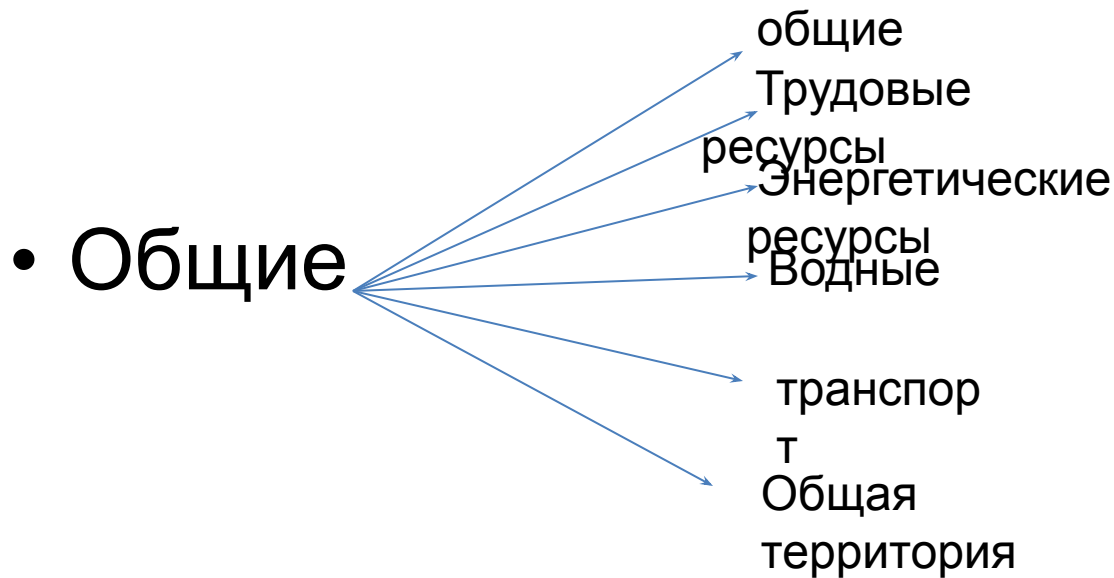 • Общие
общие
Трудовые
ресурсы
Энергетические
ресурсы
Водные
транспор
т
Общая
территория